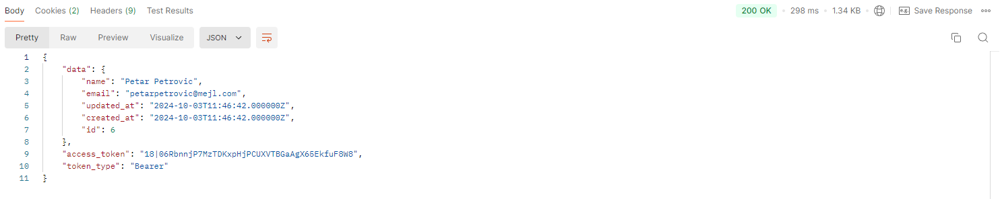 Body Cookies (2) Headers (9) Test Results 200 OK 298 ms 1.34 KB e.g. Save Response
Pretty Raw Preview Visualize JSON
1 {
2 "data": {
3 "name": "Petar Petrovic",
4 "email": "petarpetrovic@mejl.com",
5 "updated_at": "2024-10-03T11:46:42.000000Z",
6 "created_at": "2024-10-03T11:46:42.000000Z",
7 "id": 6
8 },
9 "access_token": "18|06RbnnjP7MzTDKxpHjPCUXVTBGaAgX65EkfuF8W8",
10 "token_type": "Bearer"
11 }